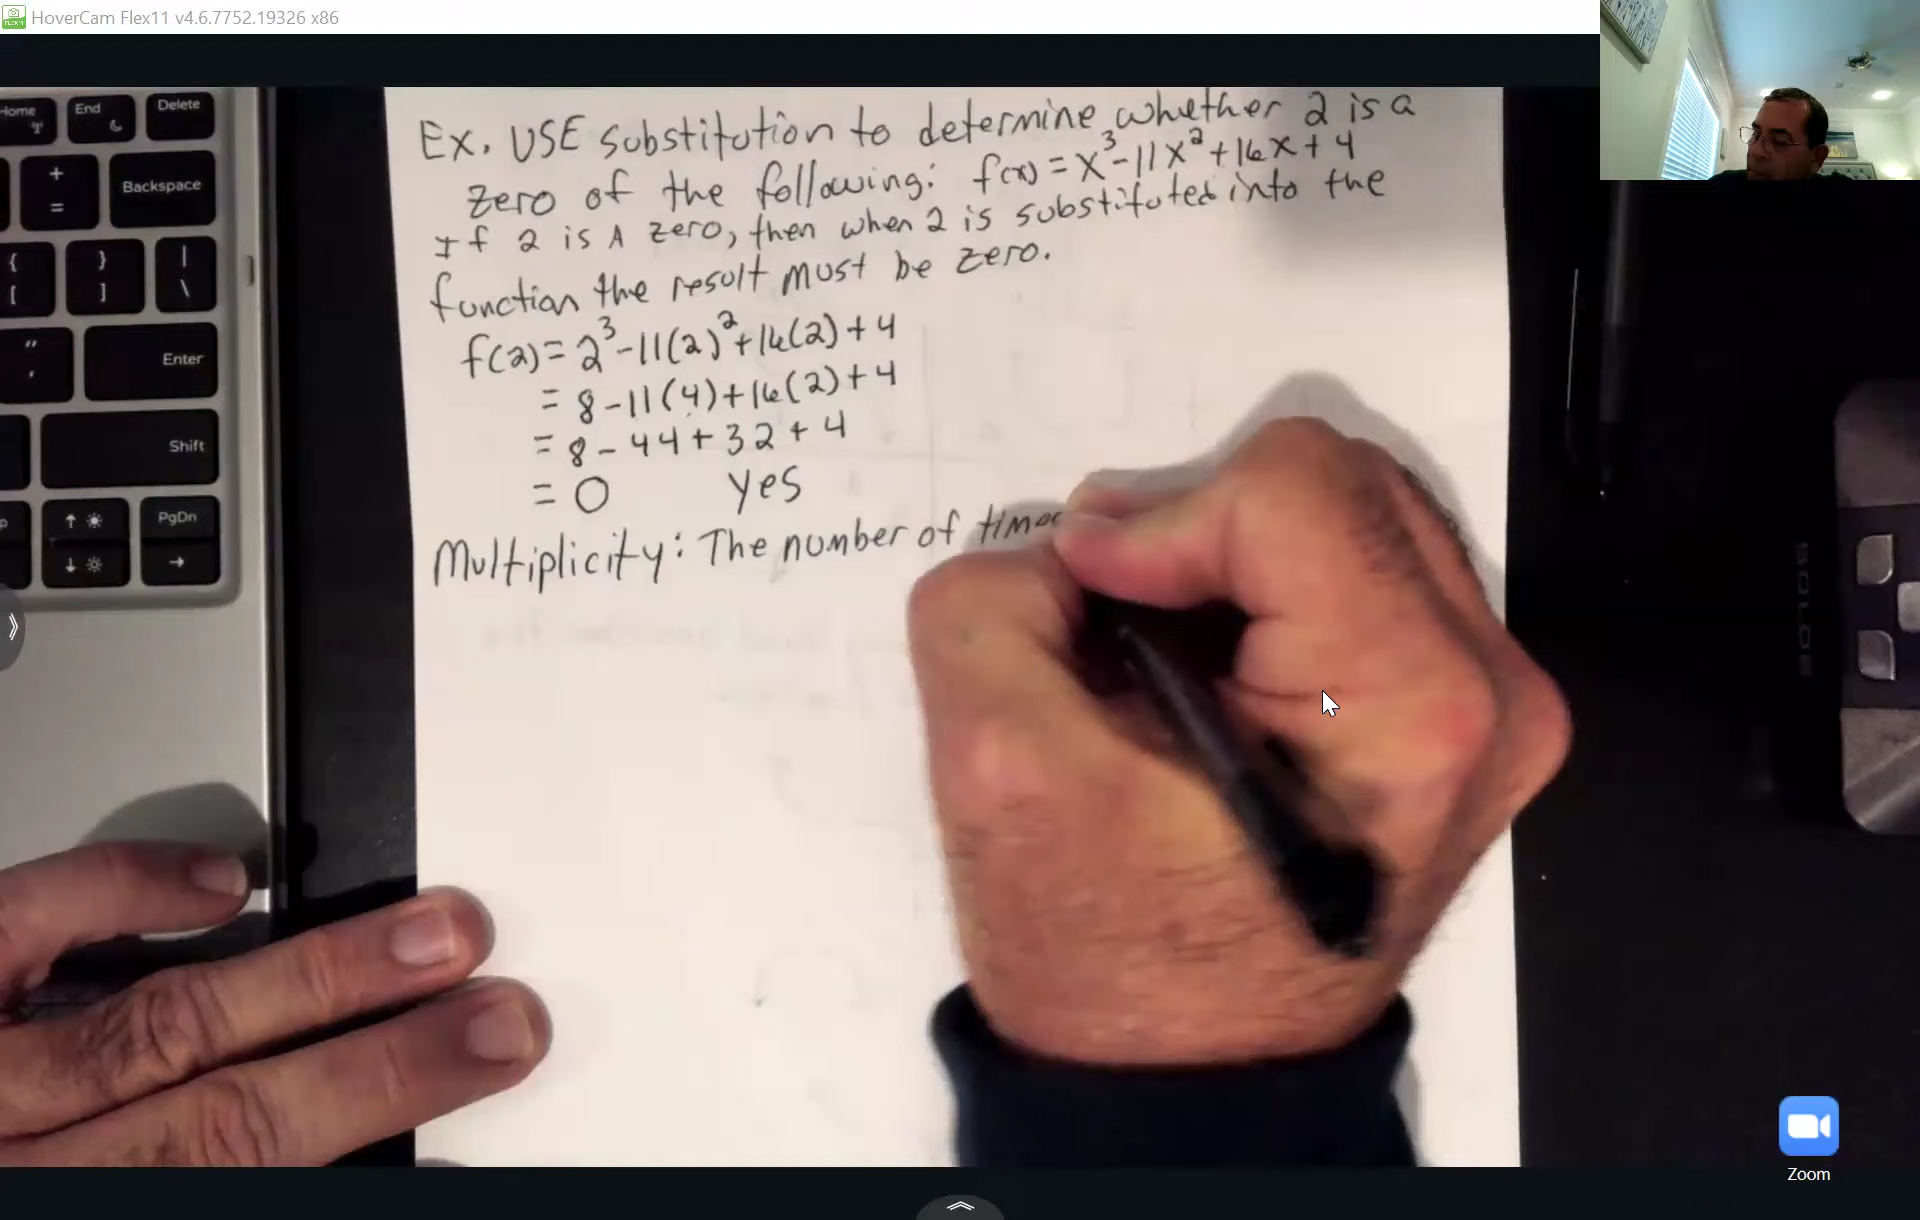 HoverCam Flex11 v4.6.7752.19326 x86
Home
End
Delete
+
=
Backspace
{
[
}
]
|
\
"
'
Enter
Shift
PgDn
Ex. USE substitution to determine whether 2 is a
zero of the following: f(x) = x³-11x²+16x+4
If 2 is A zero, then when 2 is substituted into the
function the result must be zero.
f(2)= 2³-11(2)²+16(2)+4
= 8-11(4)+16(2)+4
= 8-44+32+4
= 0 yes
Multiplicity: The number of times
SOLO 8
Zoom